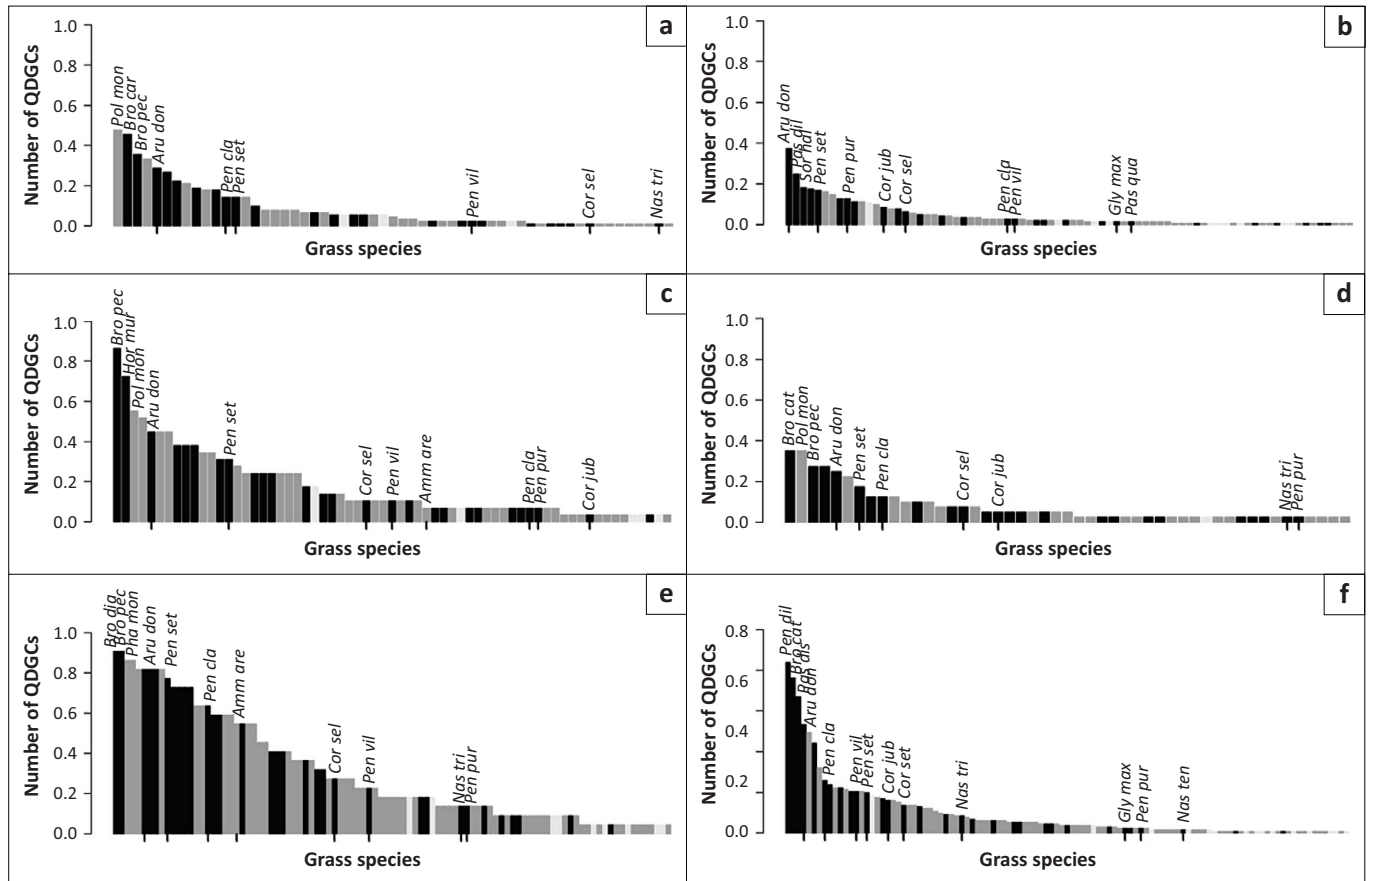 a
1.0
0.8
0.6
0.4
0.2
0.0
Number of QDGCs
Pol mon
Bro car
Bro pec
Aru don
Pen cla
Pen set
Pen vil
Cor sel
Nas tri
Grass species
b
1.0
0.8
0.6
0.4
0.2
0.0
Number of QDGCs
Aru don
Pas dil
Sor hal
Pen set
Pen pur
Cor jub
Cor sel
Pen cla
Pen vil
Gly max
Pas qua
Grass species
c
1.0
0.8
0.6
0.4
0.2
0.0
Number of QDGCs
Bro pec
Hor mur
Pol mon
Aru don
Pen set
Cor sel
Pen vil
Amm are
Pen cla
Pen pur
Cor jub
Grass species
d
1.0
0.8
0.6
0.4
0.2
0.0
Number of QDGCs
Bro cat
Pol mon
Bro pec
Aru don
Pen set
Pen cla
Cor sel
Cor jub
Nas tri
Pen pur
Grass species
e
1.0
0.8
0.6
0.4
0.2
0.0
Number of QDGCs
Bro dia
Bro pec
Pha mon
Aru don
Pen set
Pen cla
Amm are
Cor sel
Pen vil
Nas tri
Pen pur
Grass species
f
0.8
0.6
0.4
0.2
0.0
Number of QDGCs
Pen dil
Bro cat
Pas dis
Aru don
Pen cla
Pen vil
Pen set
Cor jub
Cor set
Nas tri
Gly max
Pen pur
Nas ten
Grass species